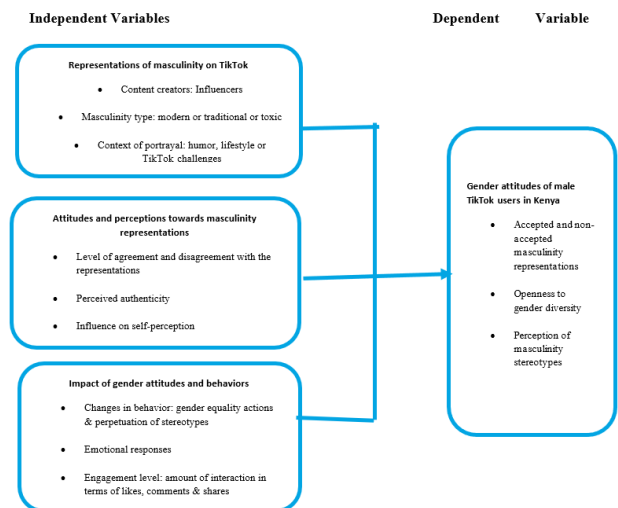 Independent Variables
Dependent Variable
Representations of masculinity on TikTok
• Content creators: Influencers
• Masculinity type: modern or traditional or toxic
• Context of portrayal: humor, lifestyle or
TikTok challenges
Attitudes and perceptions towards masculinity
representations
• Level of agreement and disagreement with the
representations
• Perceived authenticity
• Influence on self-perception
Impact of gender attitudes and behaviors
• Changes in behavior: gender equality actions
& perpetuation of stereotypes
• Emotional responses
• Engagement level: amount of interaction in
terms of likes, comments & shares
Gender attitudes of male
TikTok users in Kenya
• Accepted and non-
accepted
masculinity
representations
• Openness to
gender diversity
• Perception of
masculinity
stereotypes